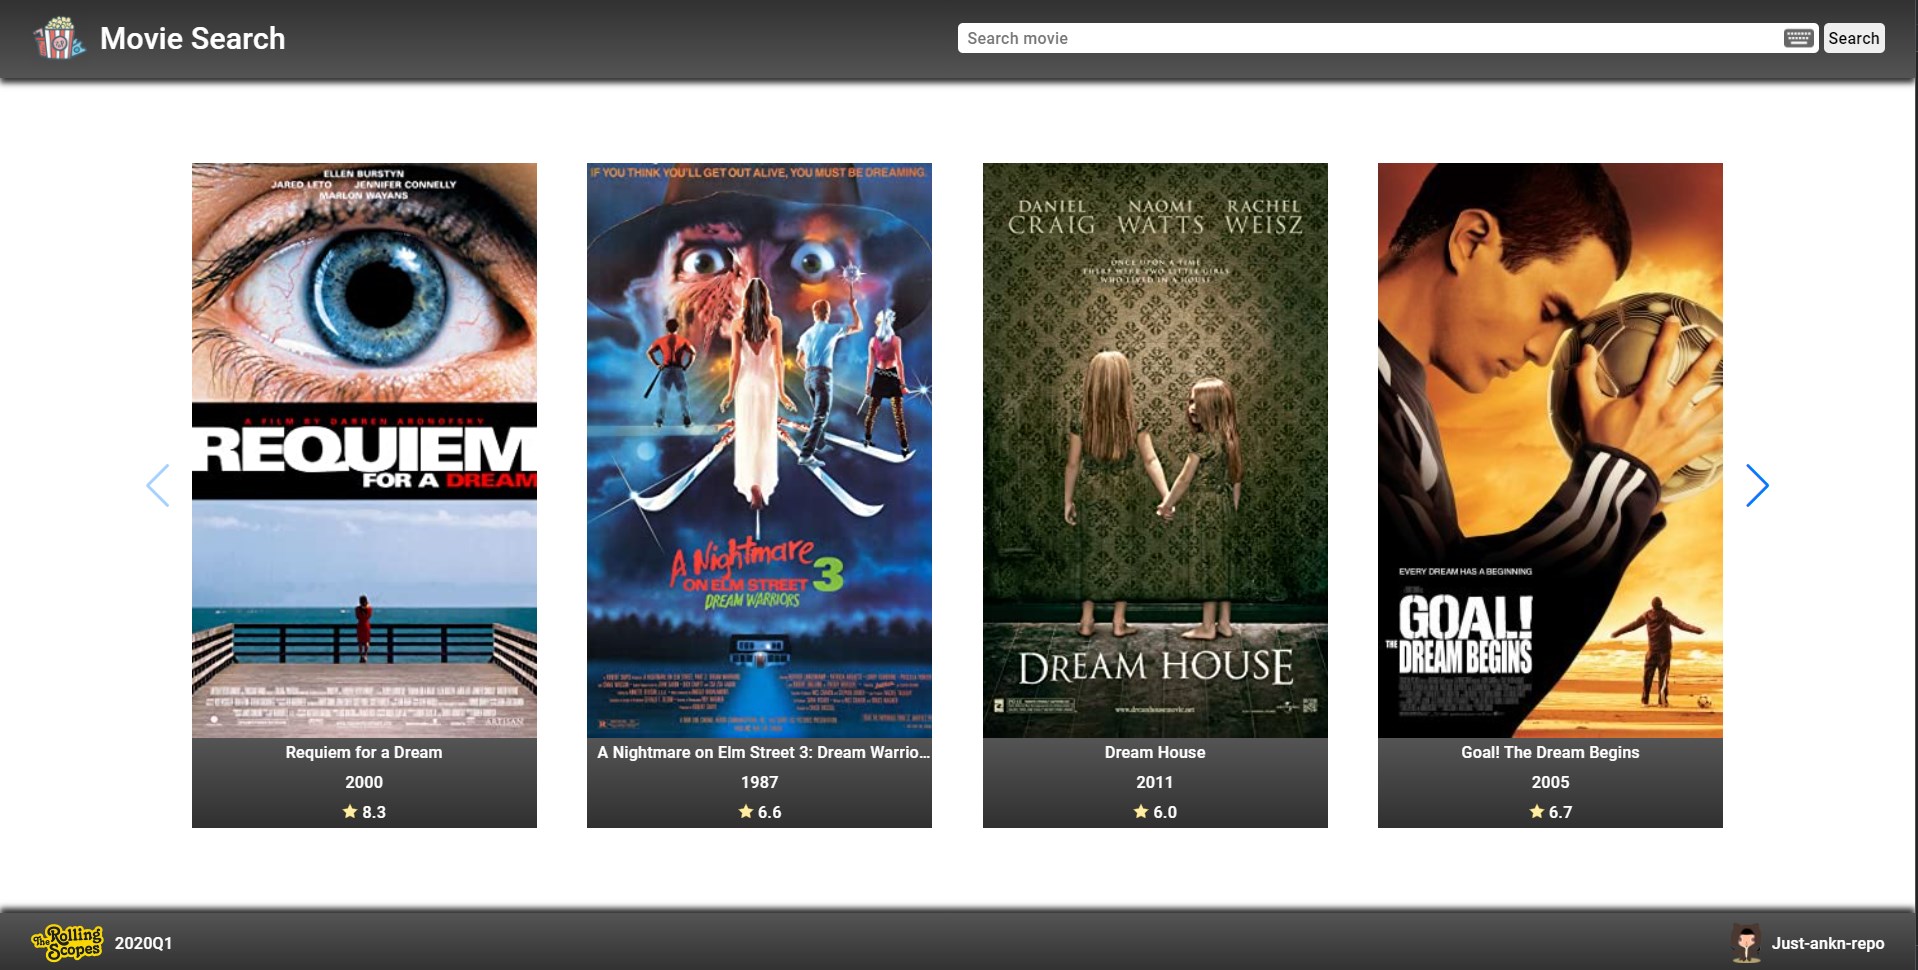 Movie Search
Search movie
Search
ELLEN BURSTYN
JARED LETO JENNIFER CONNELLY
MARLON WAYANS
A FILM BY DARREN ARONOFSKY
REQUIEM
FOR A DREAM
ARTISAN
Requiem for a Dream
2000
8.3
IF YOU THINK YOU'LL GET OUT ALIVE, YOU MUST BE DREAMING.
A Nightmare
ON ELM STREET 3
DREAM WARRIORS
A Nightmare on Elm Street 3: Dream Warrio...
1987
6.6
DANIEL NAOMI RACHEL
CRAIG WATTS WEISZ
ONCE UPON A TIME
THERE WERE TWO LITTLE GIRLS
WHO LIVED IN A HOUSE
DREAM HOUSE
www.dreamhousemovie.net
Dream House
2011
6.0
EVERY DREAM HAS A BEGINNING
GOAL!
THE DREAM BEGINS
Goal! The Dream Begins
2005
6.7
The Rolling
Scopes
2020Q1
Just-ankn-repo